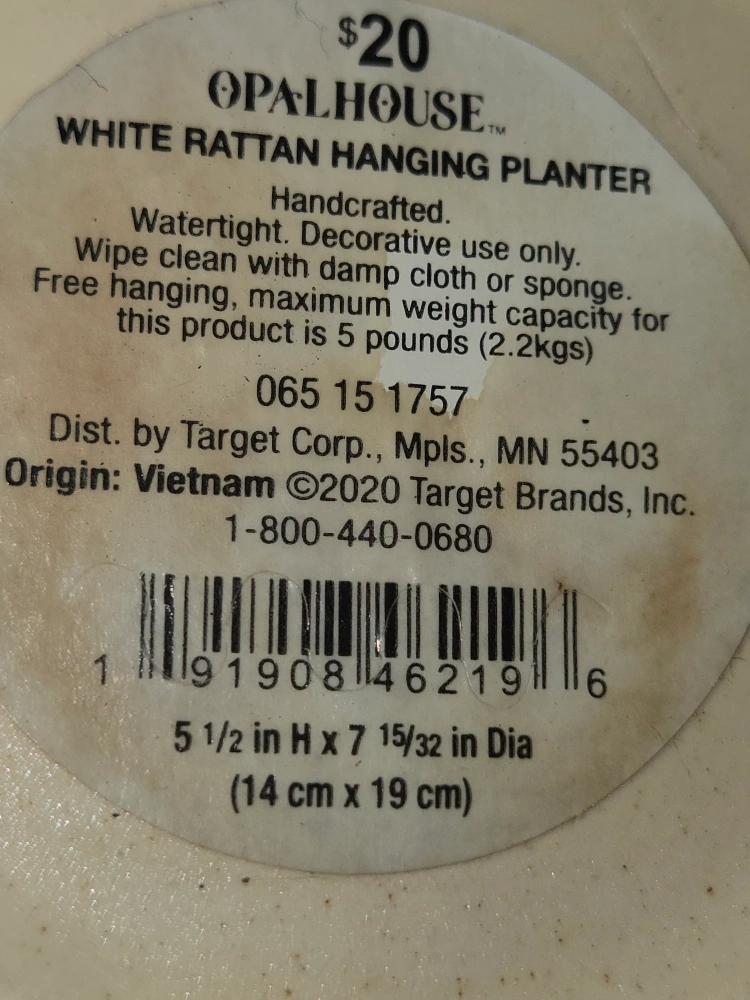 $20
OPALHOUSE™
WHITE RATTAN HANGING PLANTER
Handcrafted.
Watertight. Decorative use only.
Wipe clean with damp cloth or sponge.
Free hanging, maximum weight capacity for
this product is 5 pounds (2.2kgs)
065 15 1757
Dist. by Target Corp., Mpls., MN 55403
Origin: Vietnam ©2020 Target Brands, Inc.
1-800-440-0680
1 91908 46219 6
5 1/2 in H x 7 15/32 in Dia
(14 cm x 19 cm)